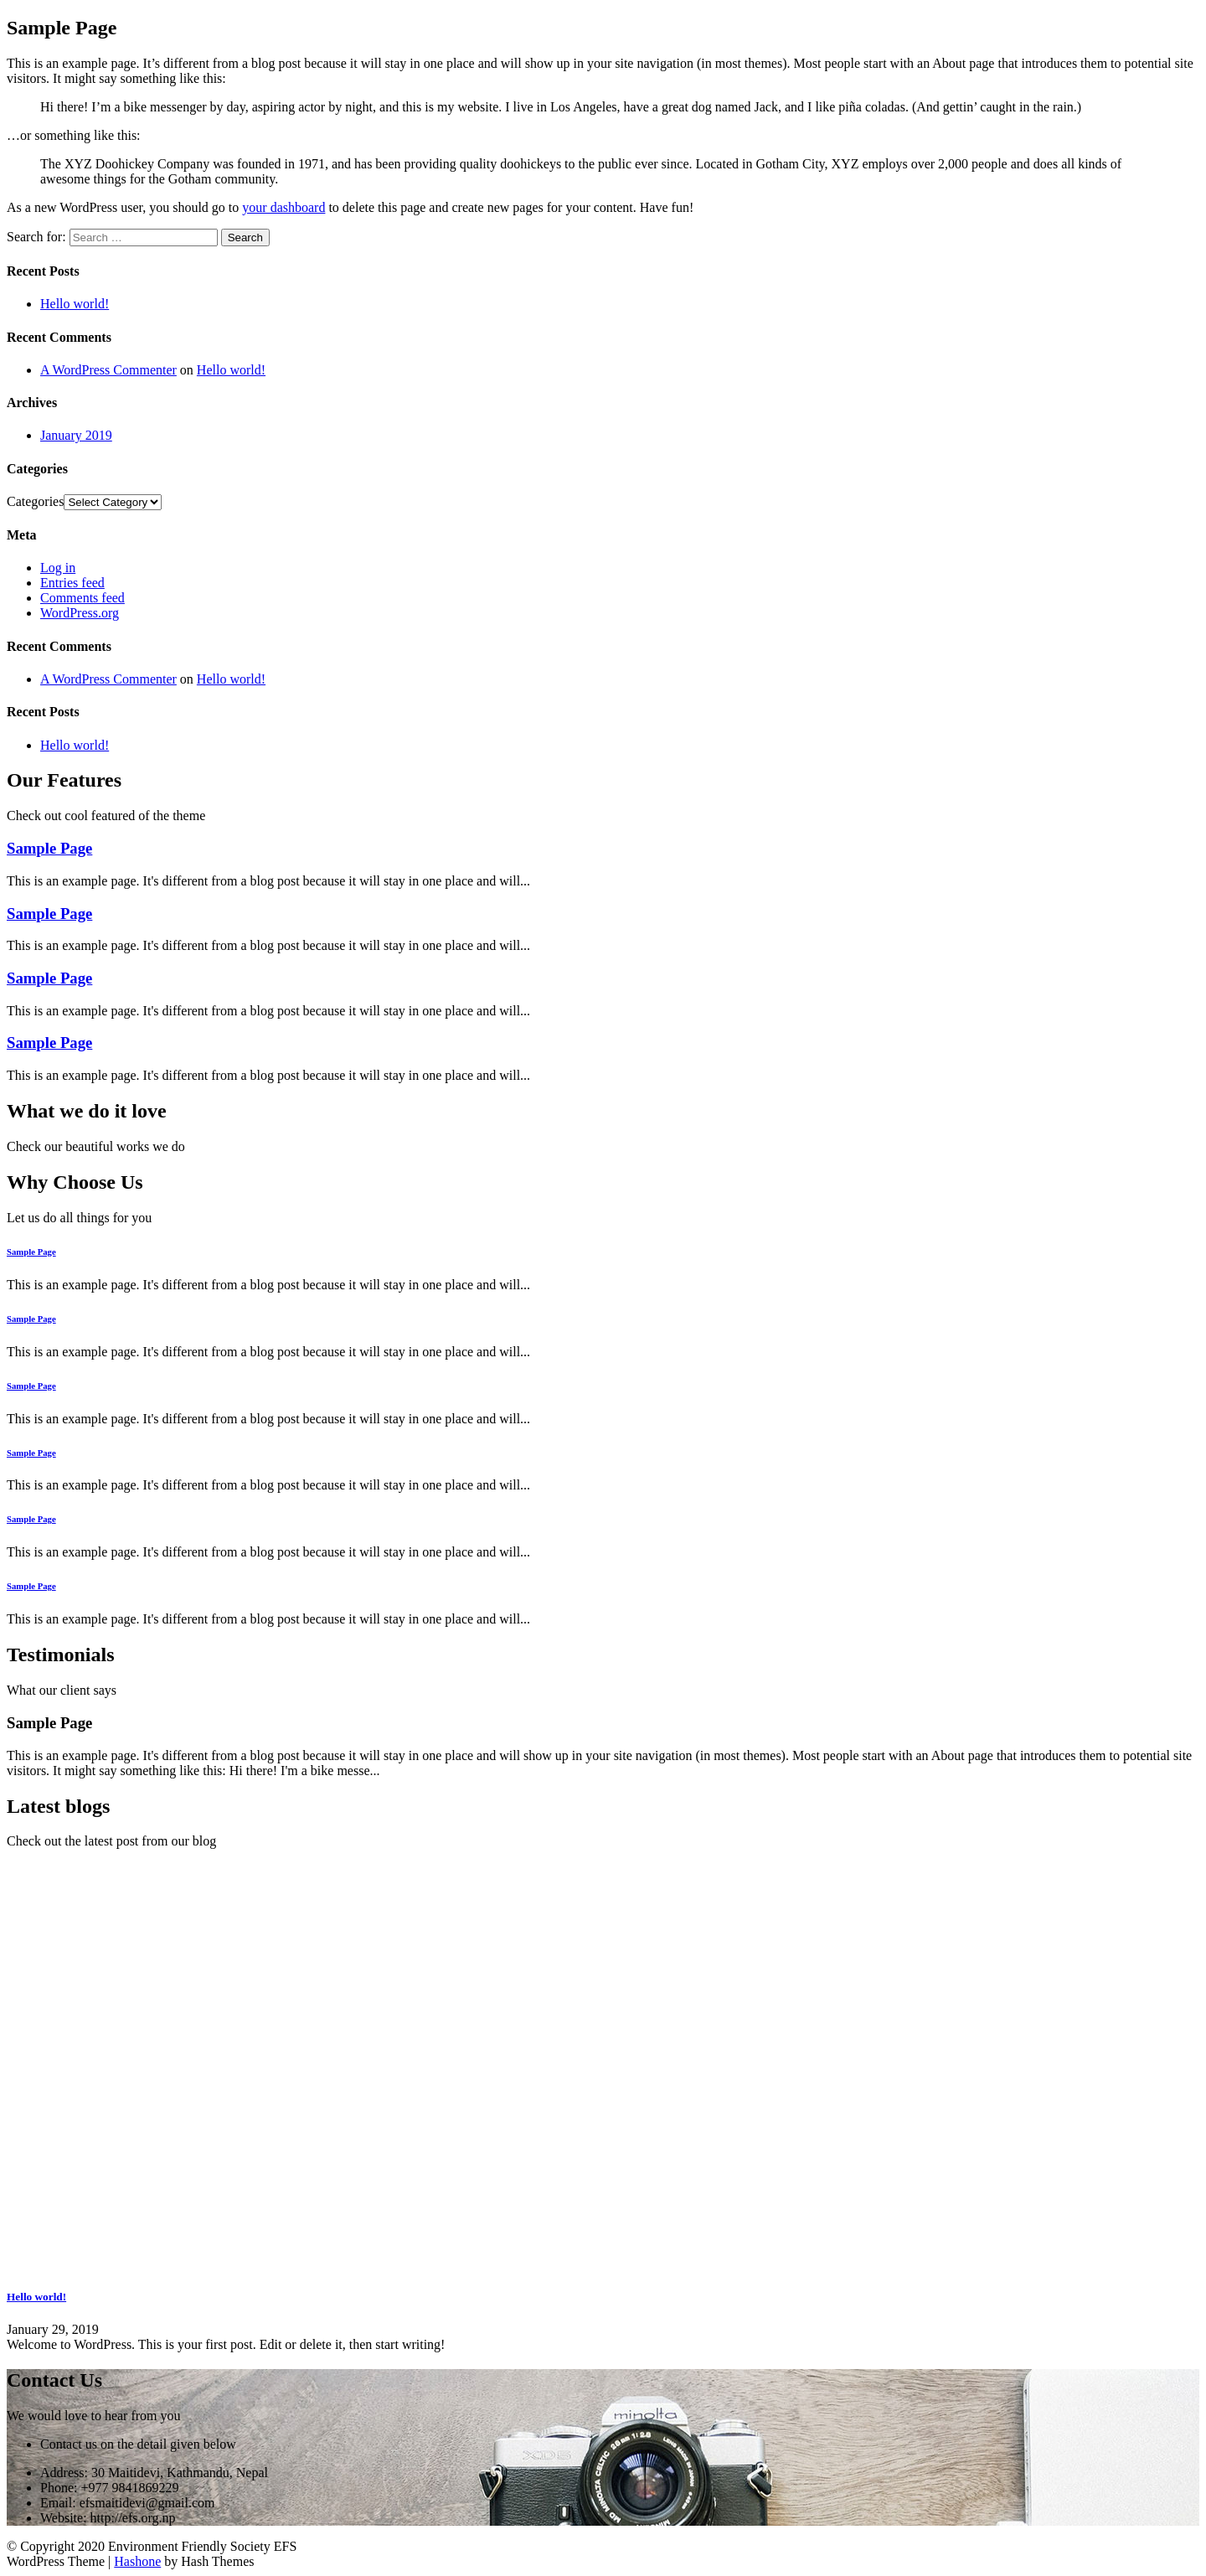 Sample Page
This is an example page. It’s different from a blog post because it will stay in one place and will show up in your site navigation (in most themes). Most people start with an About page that introduces them to potential site
visitors. It might say something like this:
Hi there! I’m a bike messenger by day, aspiring actor by night, and this is my website. I live in Los Angeles, have a great dog named Jack, and I like piña coladas. (And gettin’ caught in the rain.)
…or something like this:
The XYZ Doohickey Company was founded in 1971, and has been providing quality doohickeys to the public ever since. Located in Gotham City, XYZ employs over 2,000 people and does all kinds of
awesome things for the Gotham community.
As a new WordPress user, you should go to your dashboard to delete this page and create new pages for your content. Have fun!
Search for: Search … Search
Recent Posts
Hello world!
Recent Comments
A WordPress Commenter on Hello world!
Archives
January 2019
Categories
Categories Select Category
Meta
Log in
Entries feed
Comments feed
WordPress.org
Recent Comments
A WordPress Commenter on Hello world!
Recent Posts
Hello world!
Our Features
Check out cool featured of the theme
Sample Page
This is an example page. It's different from a blog post because it will stay in one place and will...
Sample Page
This is an example page. It's different from a blog post because it will stay in one place and will...
Sample Page
This is an example page. It's different from a blog post because it will stay in one place and will...
Sample Page
This is an example page. It's different from a blog post because it will stay in one place and will...
What we do it love
Check our beautiful works we do
Why Choose Us
Let us do all things for you
Sample Page
This is an example page. It's different from a blog post because it will stay in one place and will...
Sample Page
This is an example page. It's different from a blog post because it will stay in one place and will...
Sample Page
This is an example page. It's different from a blog post because it will stay in one place and will...
Sample Page
This is an example page. It's different from a blog post because it will stay in one place and will...
Sample Page
This is an example page. It's different from a blog post because it will stay in one place and will...
Sample Page
This is an example page. It's different from a blog post because it will stay in one place and will...
Testimonials
What our client says
Sample Page
This is an example page. It's different from a blog post because it will stay in one place and will show up in your site navigation (in most themes). Most people start with an About page that introduces them to potential site
visitors. It might say something like this: Hi there! I'm a bike messe...
Latest blogs
Check out the latest post from our blog
Hello world!
January 29, 2019
Welcome to WordPress. This is your first post. Edit or delete it, then start writing!
Contact Us
We would love to hear from you
Contact us on the detail given below
Address: 30 Maitidevi, Kathmandu, Nepal
Phone: +977 9841869229
Email: efsmaitidevi@gmail.com
Website: http://efs.org.np
minolta
© Copyright 2020 Environment Friendly Society EFS
WordPress Theme | Hashone by Hash Themes